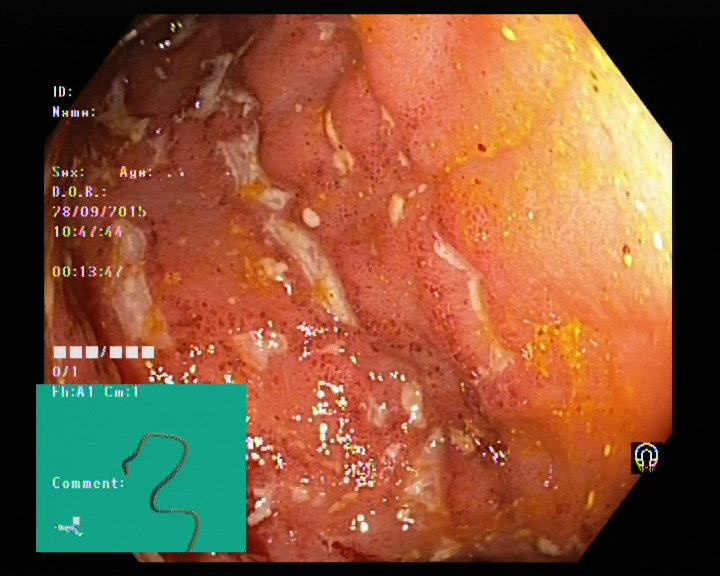 ID:
Name:
Sex: Age:
D.O.B.:
28/09/2015
10:47:44
00:13:47
0/1
Eh:A1 Cm:1
Comment: